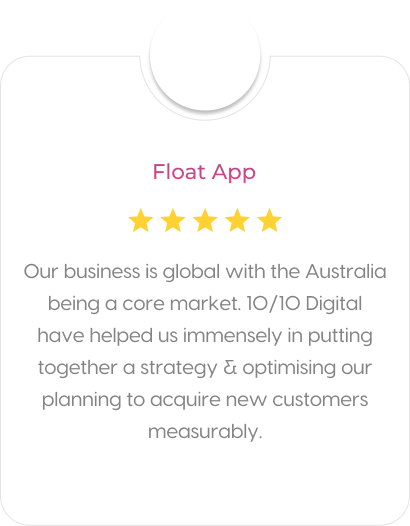 Float App
Our business is global with the Australia
being a core market. 10/10 Digital
have helped us immensely in putting
together a strategy & optimising our
planning to acquire new customers
measurably.